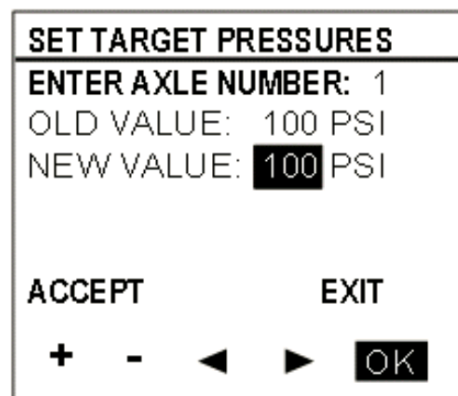 SET TARGET PRESSURES
ENTER AXLE NUMBER: 1
OLD VALUE: 100 PSI
NEW VALUE: 100 PSI
ACCEPT EXIT
+ - ◄ ► OK